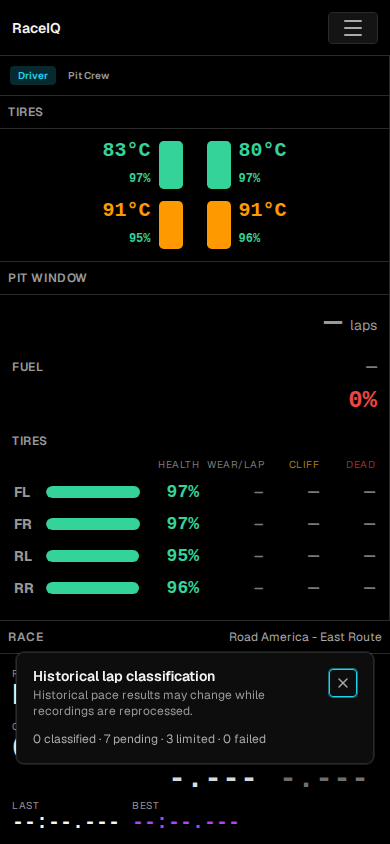 RaceIQ
Driver Pit Crew
TIRES
83°C 80°C
97% 97%
91°C 91°C
95% 96%
PIT WINDOW
— laps
FUEL —
0%
TIRES
HEALTH WEAR/LAP CLIFF DEAD
FL 97% — — —
FR 97% — — —
RL 95% — — —
RR 96% — — —
RACE Road America - East Route
Historical lap classification
Historical pace results may change while
recordings are reprocessed.
0 classified · 7 pending · 3 limited · 0 failed
-.--- -.---
LAST BEST
--:--.--- --:--.---